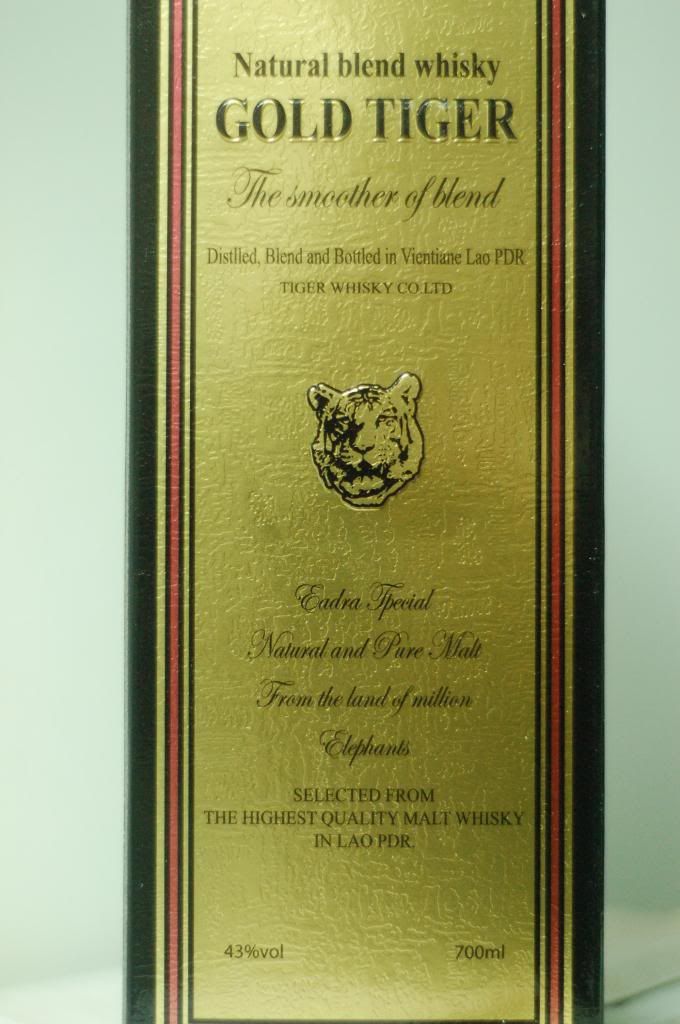 Natural blend whisky
GOLD TIGER
The smoother of blend
Distlled, Blend and Bottled in Vientiane Lao PDR
TIGER WHISKY CO.LTD
Eadra Tpecial
Natural and Pure Malt
From the land of million
Elephants
SELECTED FROM
THE HIGHEST QUALITY MALT WHISKY
IN LAO PDR.
43%vol 700ml